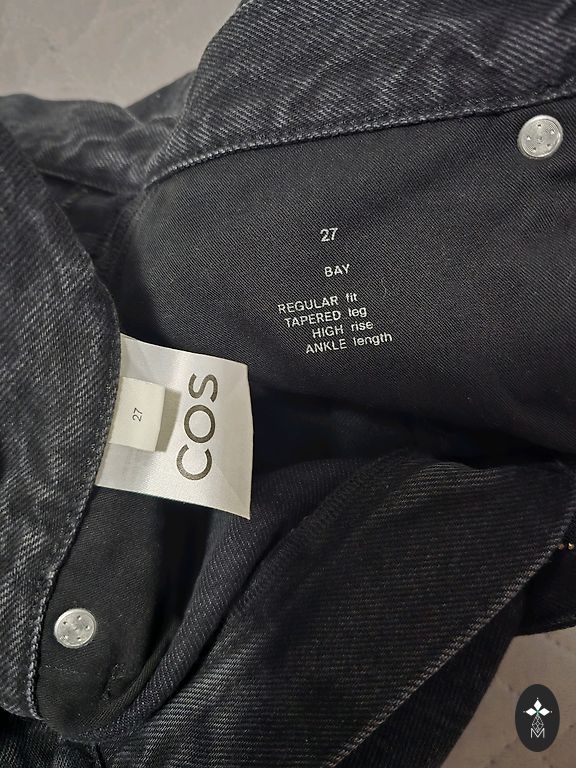 27
BAY
REGULAR fit
TAPERED leg
HIGH rise
ANKLE length
COS
27
M